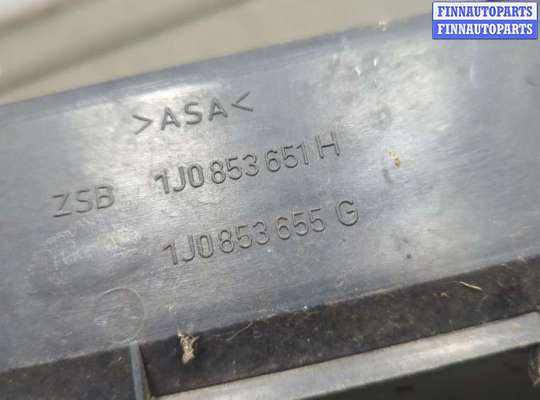 FINNAUTOPARTS
FINNAUTOPARTS
>ASA<
ZSB 1J0 853 651 H
1J0 853 655 G